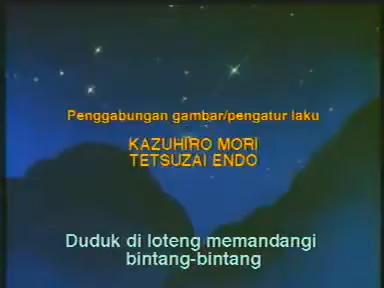 Penggabungan gambar/pengatur laku
KAZUHIRO MORI
TETSUZAI ENDO
Duduk di loteng memandangi
bintang-bintang